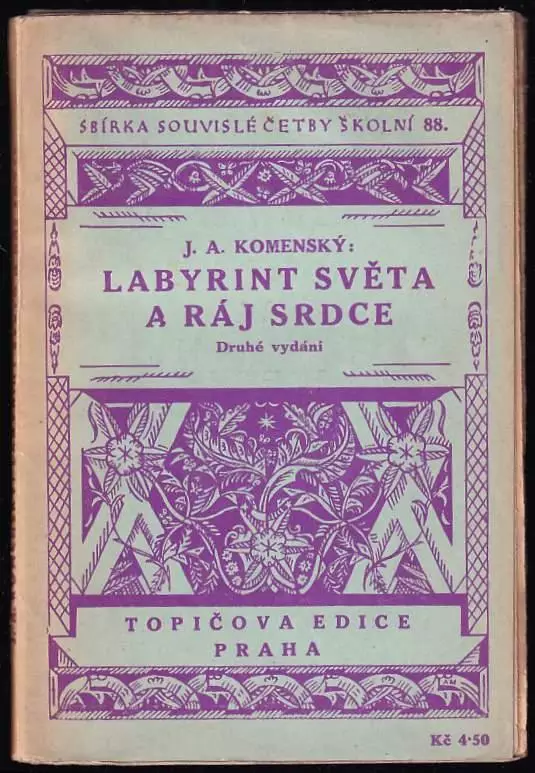 SBÍRKA SOUVISLÉ ČETBY ŠKOLNÍ 88.
J. A. KOMENSKÝ:
LABYRINT SVĚTA
A RÁJ SRDCE
Druhé vydání
TOPIČOVA EDICE
PRAHA
Kč 4·50